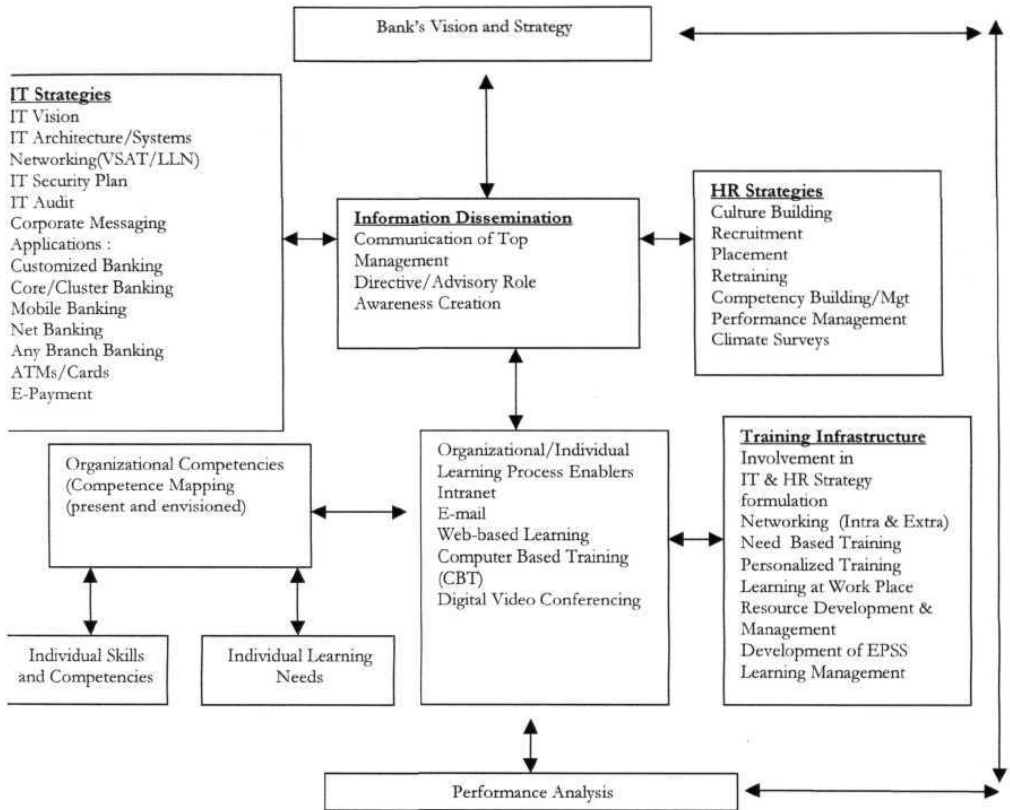 Bank's Vision and Strategy
IT Strategies
IT Vision
IT Architecture/Systems
Networking(VSAT/LLN)
IT Security Plan
IT Audit
Corporate Messaging
Applications :
Customized Banking
Core/Cluster Banking
Mobile Banking
Net Banking
Any Branch Banking
ATMs/Cards
E-Payment
Information Dissemination
Communication of Top
Management
Directive/Advisory Role
Awareness Creation
HR Strategies
Culture Building
Recruitment
Placement
Retraining
Competency Building/Mgt
Performance Management
Climate Surveys
Organizational Competencies
(Competence Mapping
(present and envisioned)
Organizational/Individual
Learning Process Enablers
Intranet
E-mail
Web-based Learning
Computer Based Training
(CBT)
Digital Video Conferencing
Training Infrastructure
Involvement in
IT & HR Strategy
formulation
Networking (Intra & Extra)
Need Based Training
Personalized Training
Learning at Work Place
Resource Development &
Management
Development of EPSS
Learning Management
Individual Skills
and Competencies
Individual Learning
Needs
Performance Analysis